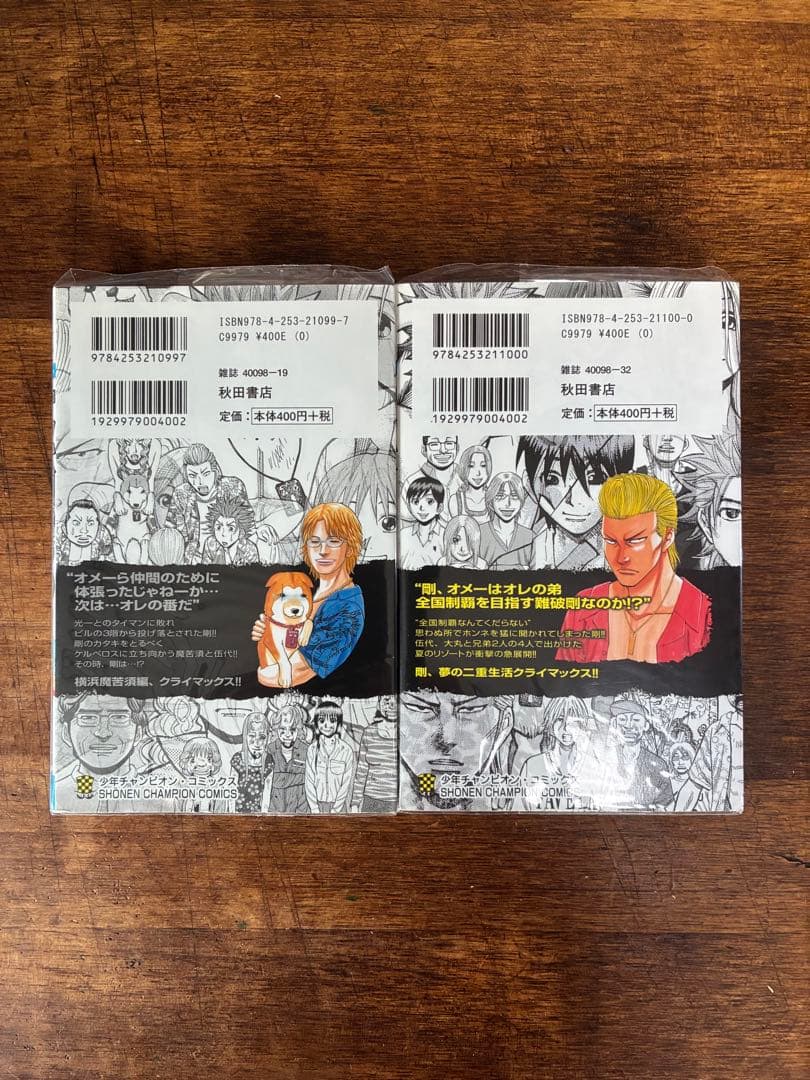 ISBN978-4-253-21099-7
C9979 ¥400E (0)
9784253210997
雑誌 40098-19
秋田書店
1929979004002
定価：本体400円+税
"オメーら仲間のために
体張ったじゃねーか…
次は…オレの番だ"
光一とのタイマンに敗れ
ビルの3階から投げ落とされた剛!!
剛のカタキをとるべく
ケルベロスに立ち向かう魔苦須と伍代!!
その時、剛は…!?
横浜魔苦須編、クライマックス!!
少年チャンピオン・コミックス
SHONEN CHAMPION COMICS
ISBN978-4-253-21100-0
C9979 ¥400E (0)
9784253211000
雑誌 40098-32
秋田書店
1929979004002
定価：本体400円+税
"剛、オメーはオレの弟
全国制覇を目指す難破剛なのか!?"
"全国制覇なんてくだらない"
思わぬ所でホンネを猛に聞かれてしまった剛!!
伍代、大丸と兄弟2人の4人で出かけた
夏のリゾートが衝撃の急展開!!
剛、夢の二重生活クライマックス!!
少年チャンピオン・コミックス
SHONEN CHAMPION COMICS